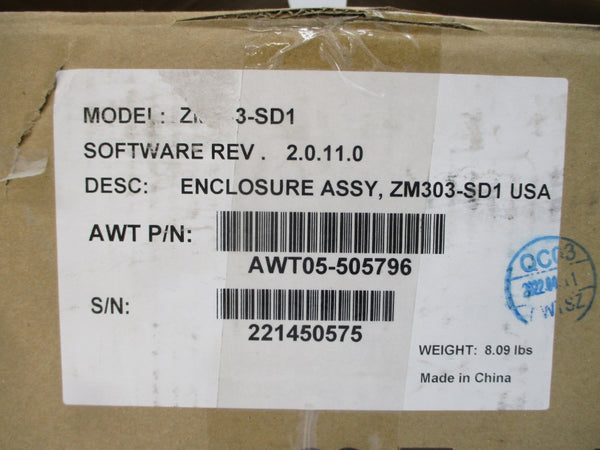 MODEL: 3-SD1
SOFTWARE REV. 2.0.11.0
DESC: ENCLOSURE ASSY, ZM303-SD1 USA
AWT P/N:
AWT05-505796
S/N:
221450575
WEIGHT: 8.09 lbs
Made in China
QC03